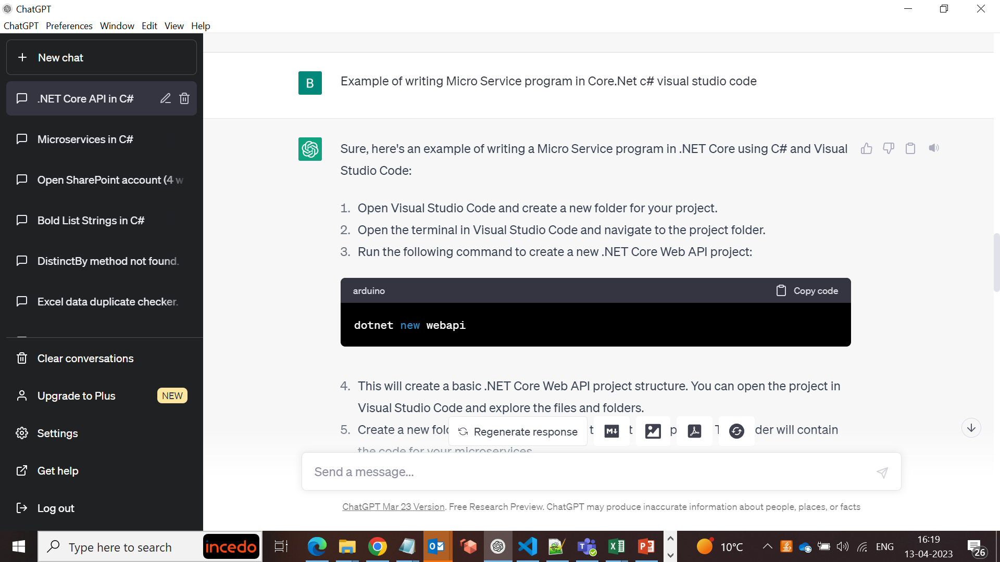 ChatGPT
ChatGPT Preferences Window Edit View Help
New chat
.NET Core API in C#
Microservices in C#
Open SharePoint account (4 w
Bold List Strings in C#
DistinctBy method not found.
Excel data duplicate checker.
Clear conversations
Upgrade to Plus NEW
Settings
Get help
Log out
B
Example of writing Micro Service program in Core.Net c# visual studio code
Sure, here's an example of writing a Micro Service program in .NET Core using C# and Visual
Studio Code:
1. Open Visual Studio Code and create a new folder for your project.
2. Open the terminal in Visual Studio Code and navigate to the project folder.
3. Run the following command to create a new .NET Core Web API project:
arduino Copy code
dotnet new webapi
4. This will create a basic .NET Core Web API project structure. You can open the project in
Visual Studio Code and explore the files and folders.
5. Create a new der will contain
the code for your microservices
Regenerate response
Send a message...
ChatGPT Mar 23 Version. Free Research Preview. ChatGPT may produce inaccurate information about people, places, or facts
Type here to search
incedo
10°C
ENG
16:19
13-04-2023
26